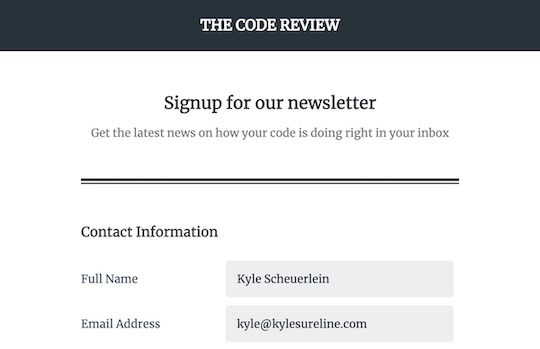 THE CODE REVIEW
Signup for our newsletter
Get the latest news on how your code is doing right in your inbox
Contact Information
Full Name Kyle Scheuerlein
Email Address kyle@kylesureline.com